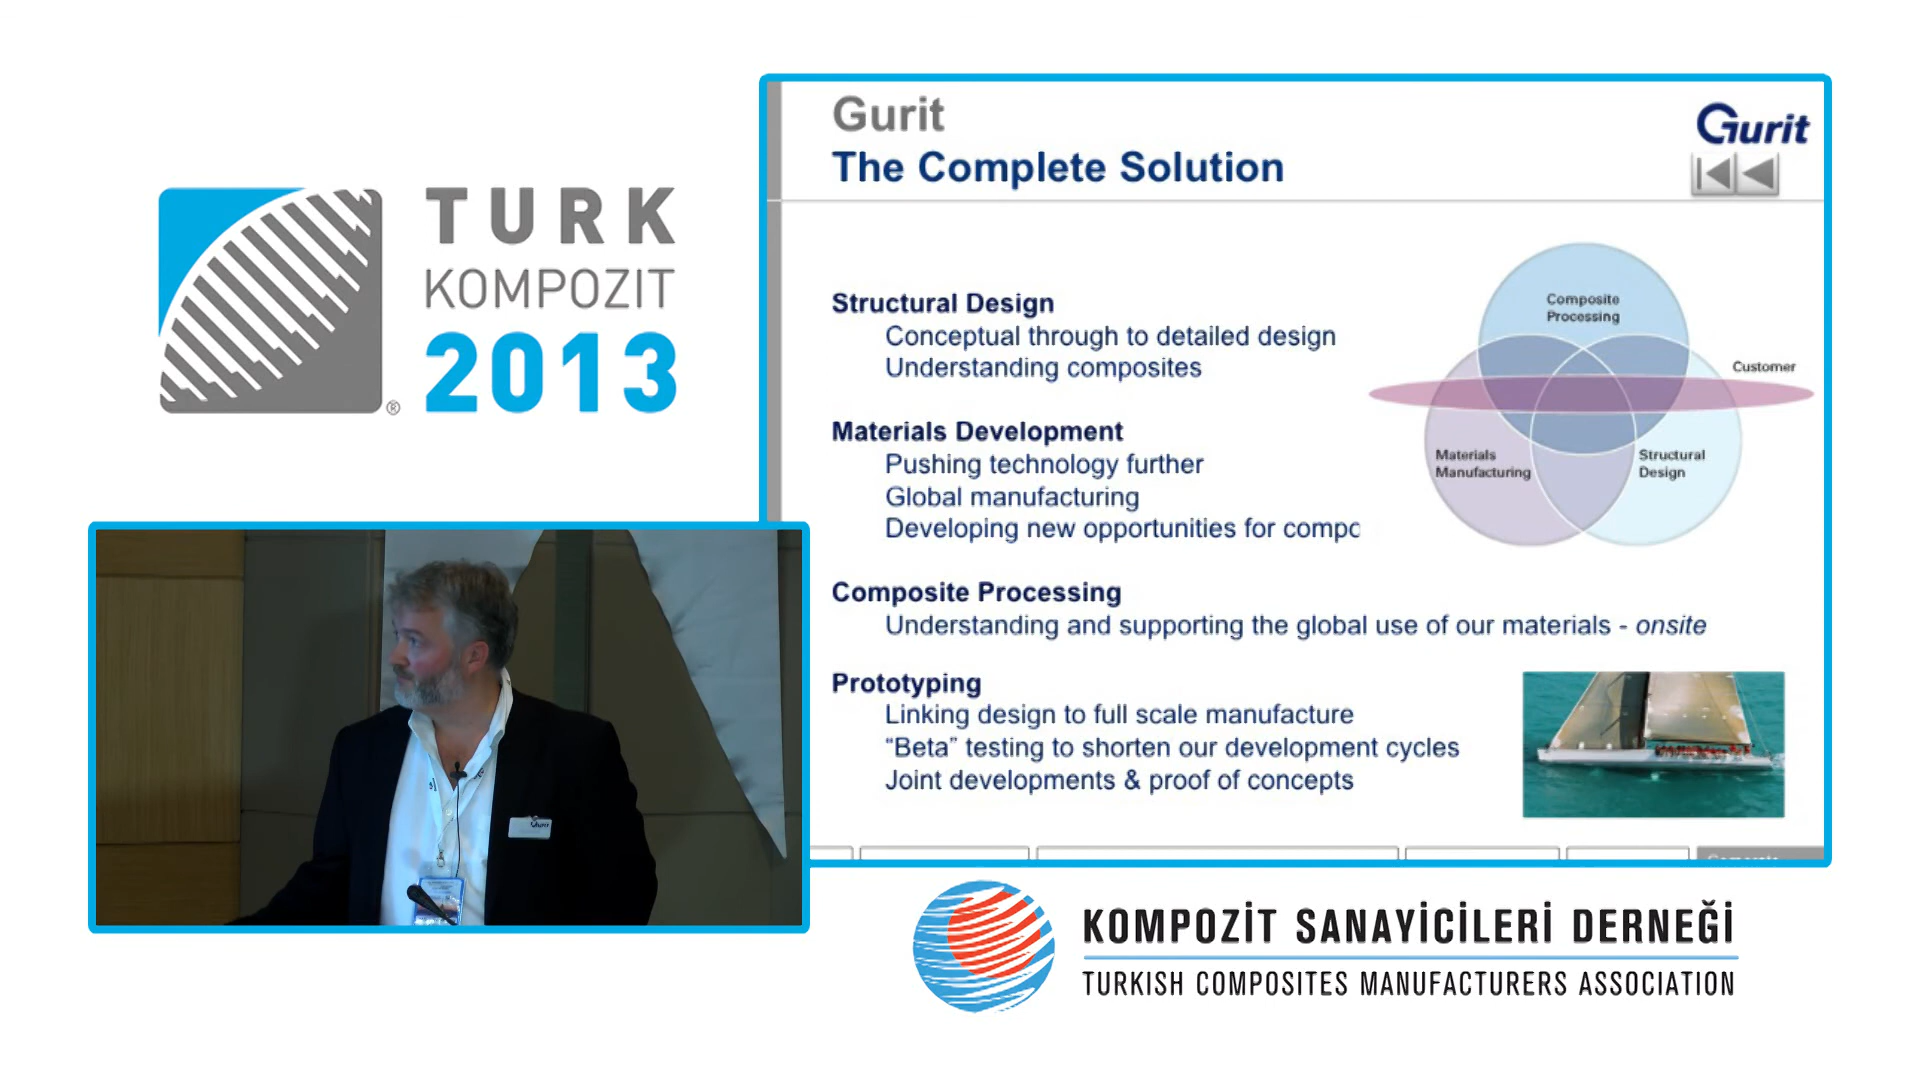 TURK
KOMPOZIT
2013
®
Gurit
The Complete Solution
Gurit
Structural Design
Conceptual through to detailed design
Understanding composites
Materials Development
Pushing technology further
Global manufacturing
Developing new opportunities for compo
Composite Processing
Understanding and supporting the global use of our materials - onsite
Prototyping
Linking design to full scale manufacture
“Beta” testing to shorten our development cycles
Joint developments & proof of concepts
Composite
Processing
Customer
Materials
Manufacturing
Structural
Design
Gurit
KOMPOZİT SANAYİCİLERİ DERNEĞİ
TURKISH COMPOSITES MANUFACTURERS ASSOCIATION